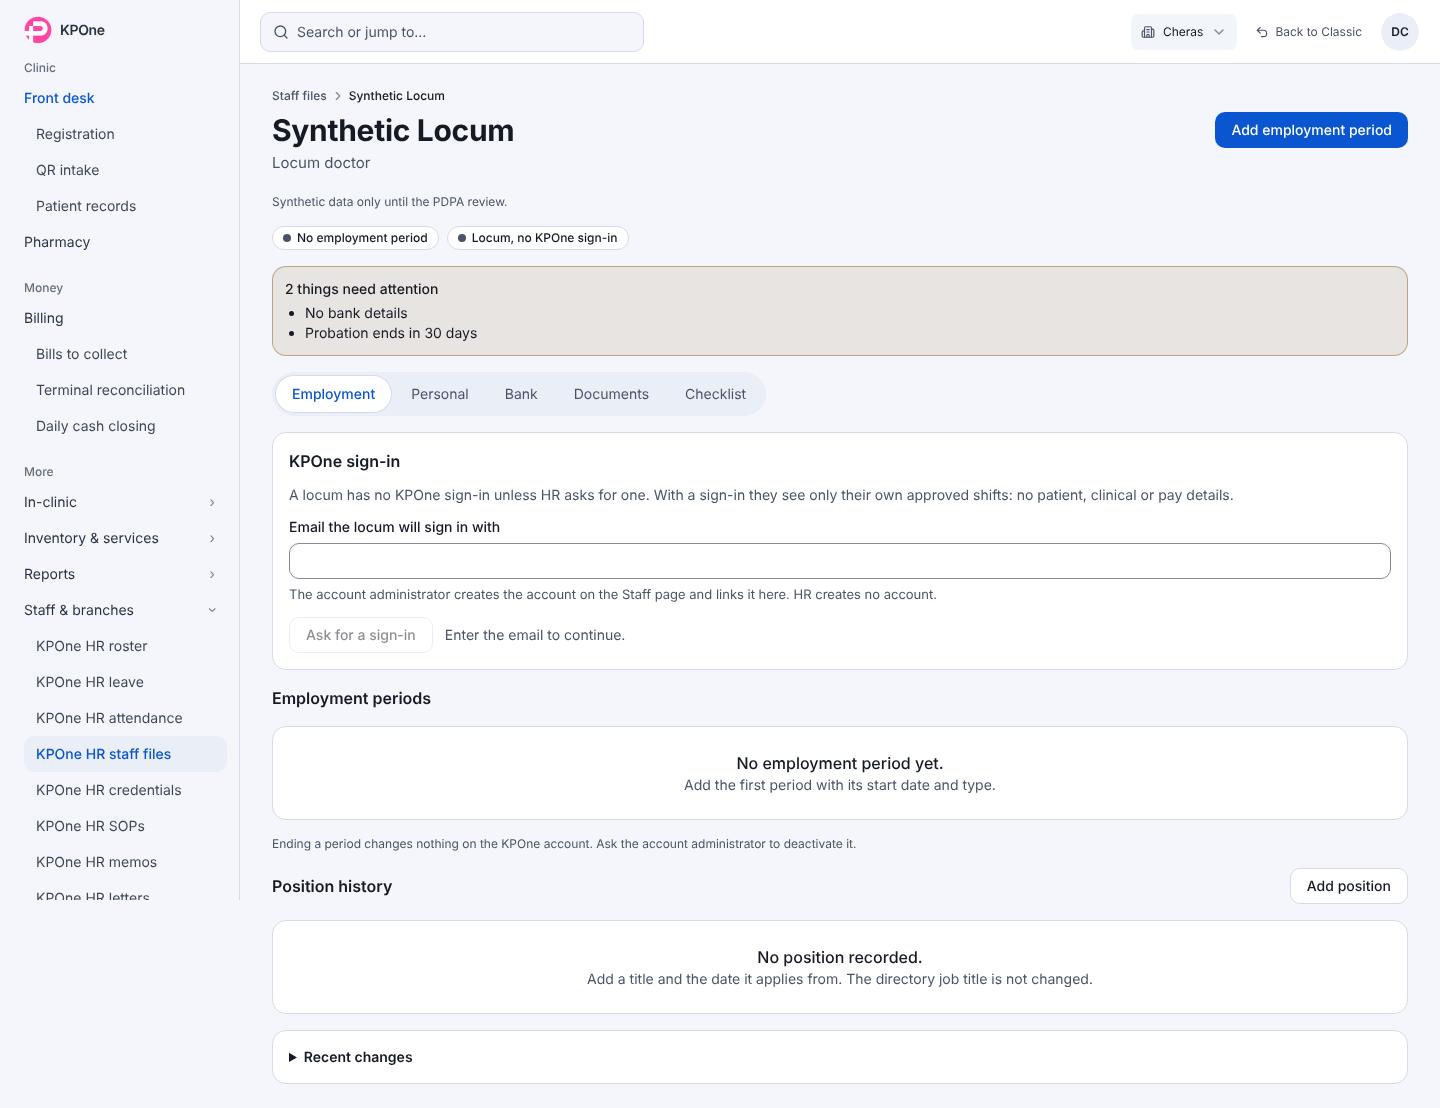 KPOne
Search or jump to...
Cheras
Back to Classic
DC
Clinic
Front desk
Registration
QR intake
Patient records
Pharmacy
Money
Billing
Bills to collect
Terminal reconciliation
Daily cash closing
More
In-clinic
Inventory & services
Reports
Staff & branches
KPOne HR roster
KPOne HR leave
KPOne HR attendance
KPOne HR staff files
KPOne HR credentials
KPOne HR SOPs
KPOne HR memos
KPOne HR letters
Staff files > Synthetic Locum
Synthetic Locum
Add employment period
Locum doctor
Synthetic data only until the PDPA review.
No employment period
Locum, no KPOne sign-in
2 things need attention
• No bank details
• Probation ends in 30 days
Employment
Personal
Bank
Documents
Checklist
KPOne sign-in
A locum has no KPOne sign-in unless HR asks for one. With a sign-in they see only their own approved shifts: no patient, clinical or pay details.
Email the locum will sign in with
The account administrator creates the account on the Staff page and links it here. HR creates no account.
Ask for a sign-in
Enter the email to continue.
Employment periods
No employment period yet.
Add the first period with its start date and type.
Ending a period changes nothing on the KPOne account. Ask the account administrator to deactivate it.
Position history
Add position
No position recorded.
Add a title and the date it applies from. The directory job title is not changed.
Recent changes